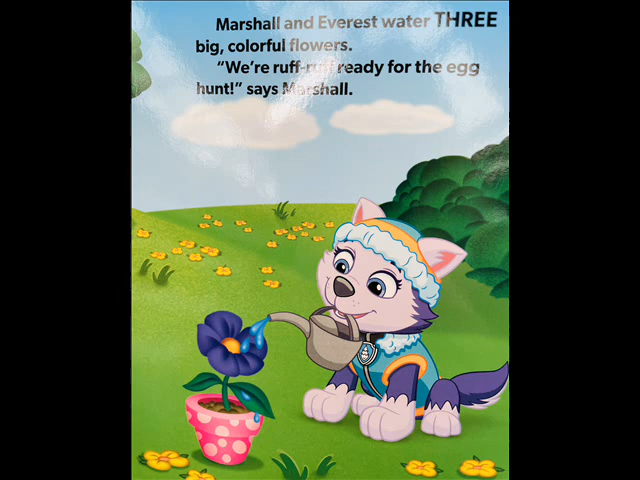 Marshall and Everest water THREE
big, colorful flowers.
"We're ruff-ruff ready for the egg
hunt!" says Marshall.